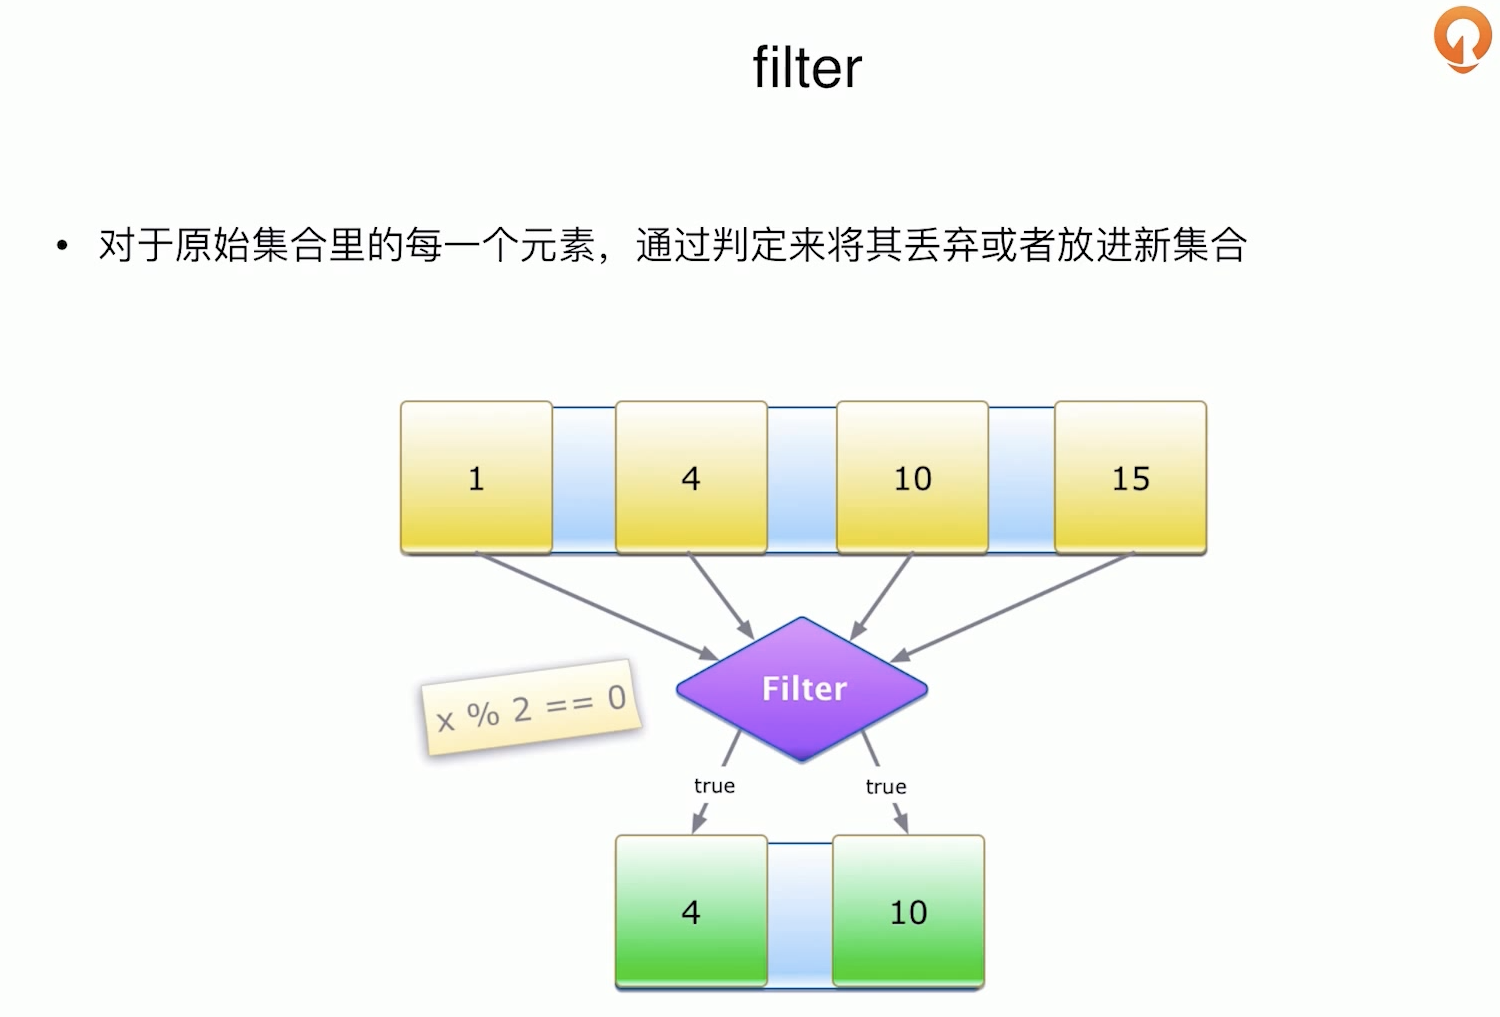 filter
• 对于原始集合里的每一个元素，通过判定来将其丢弃或者放进新集合
1 4 10 15
Filter
x % 2 == 0
true true
4 10